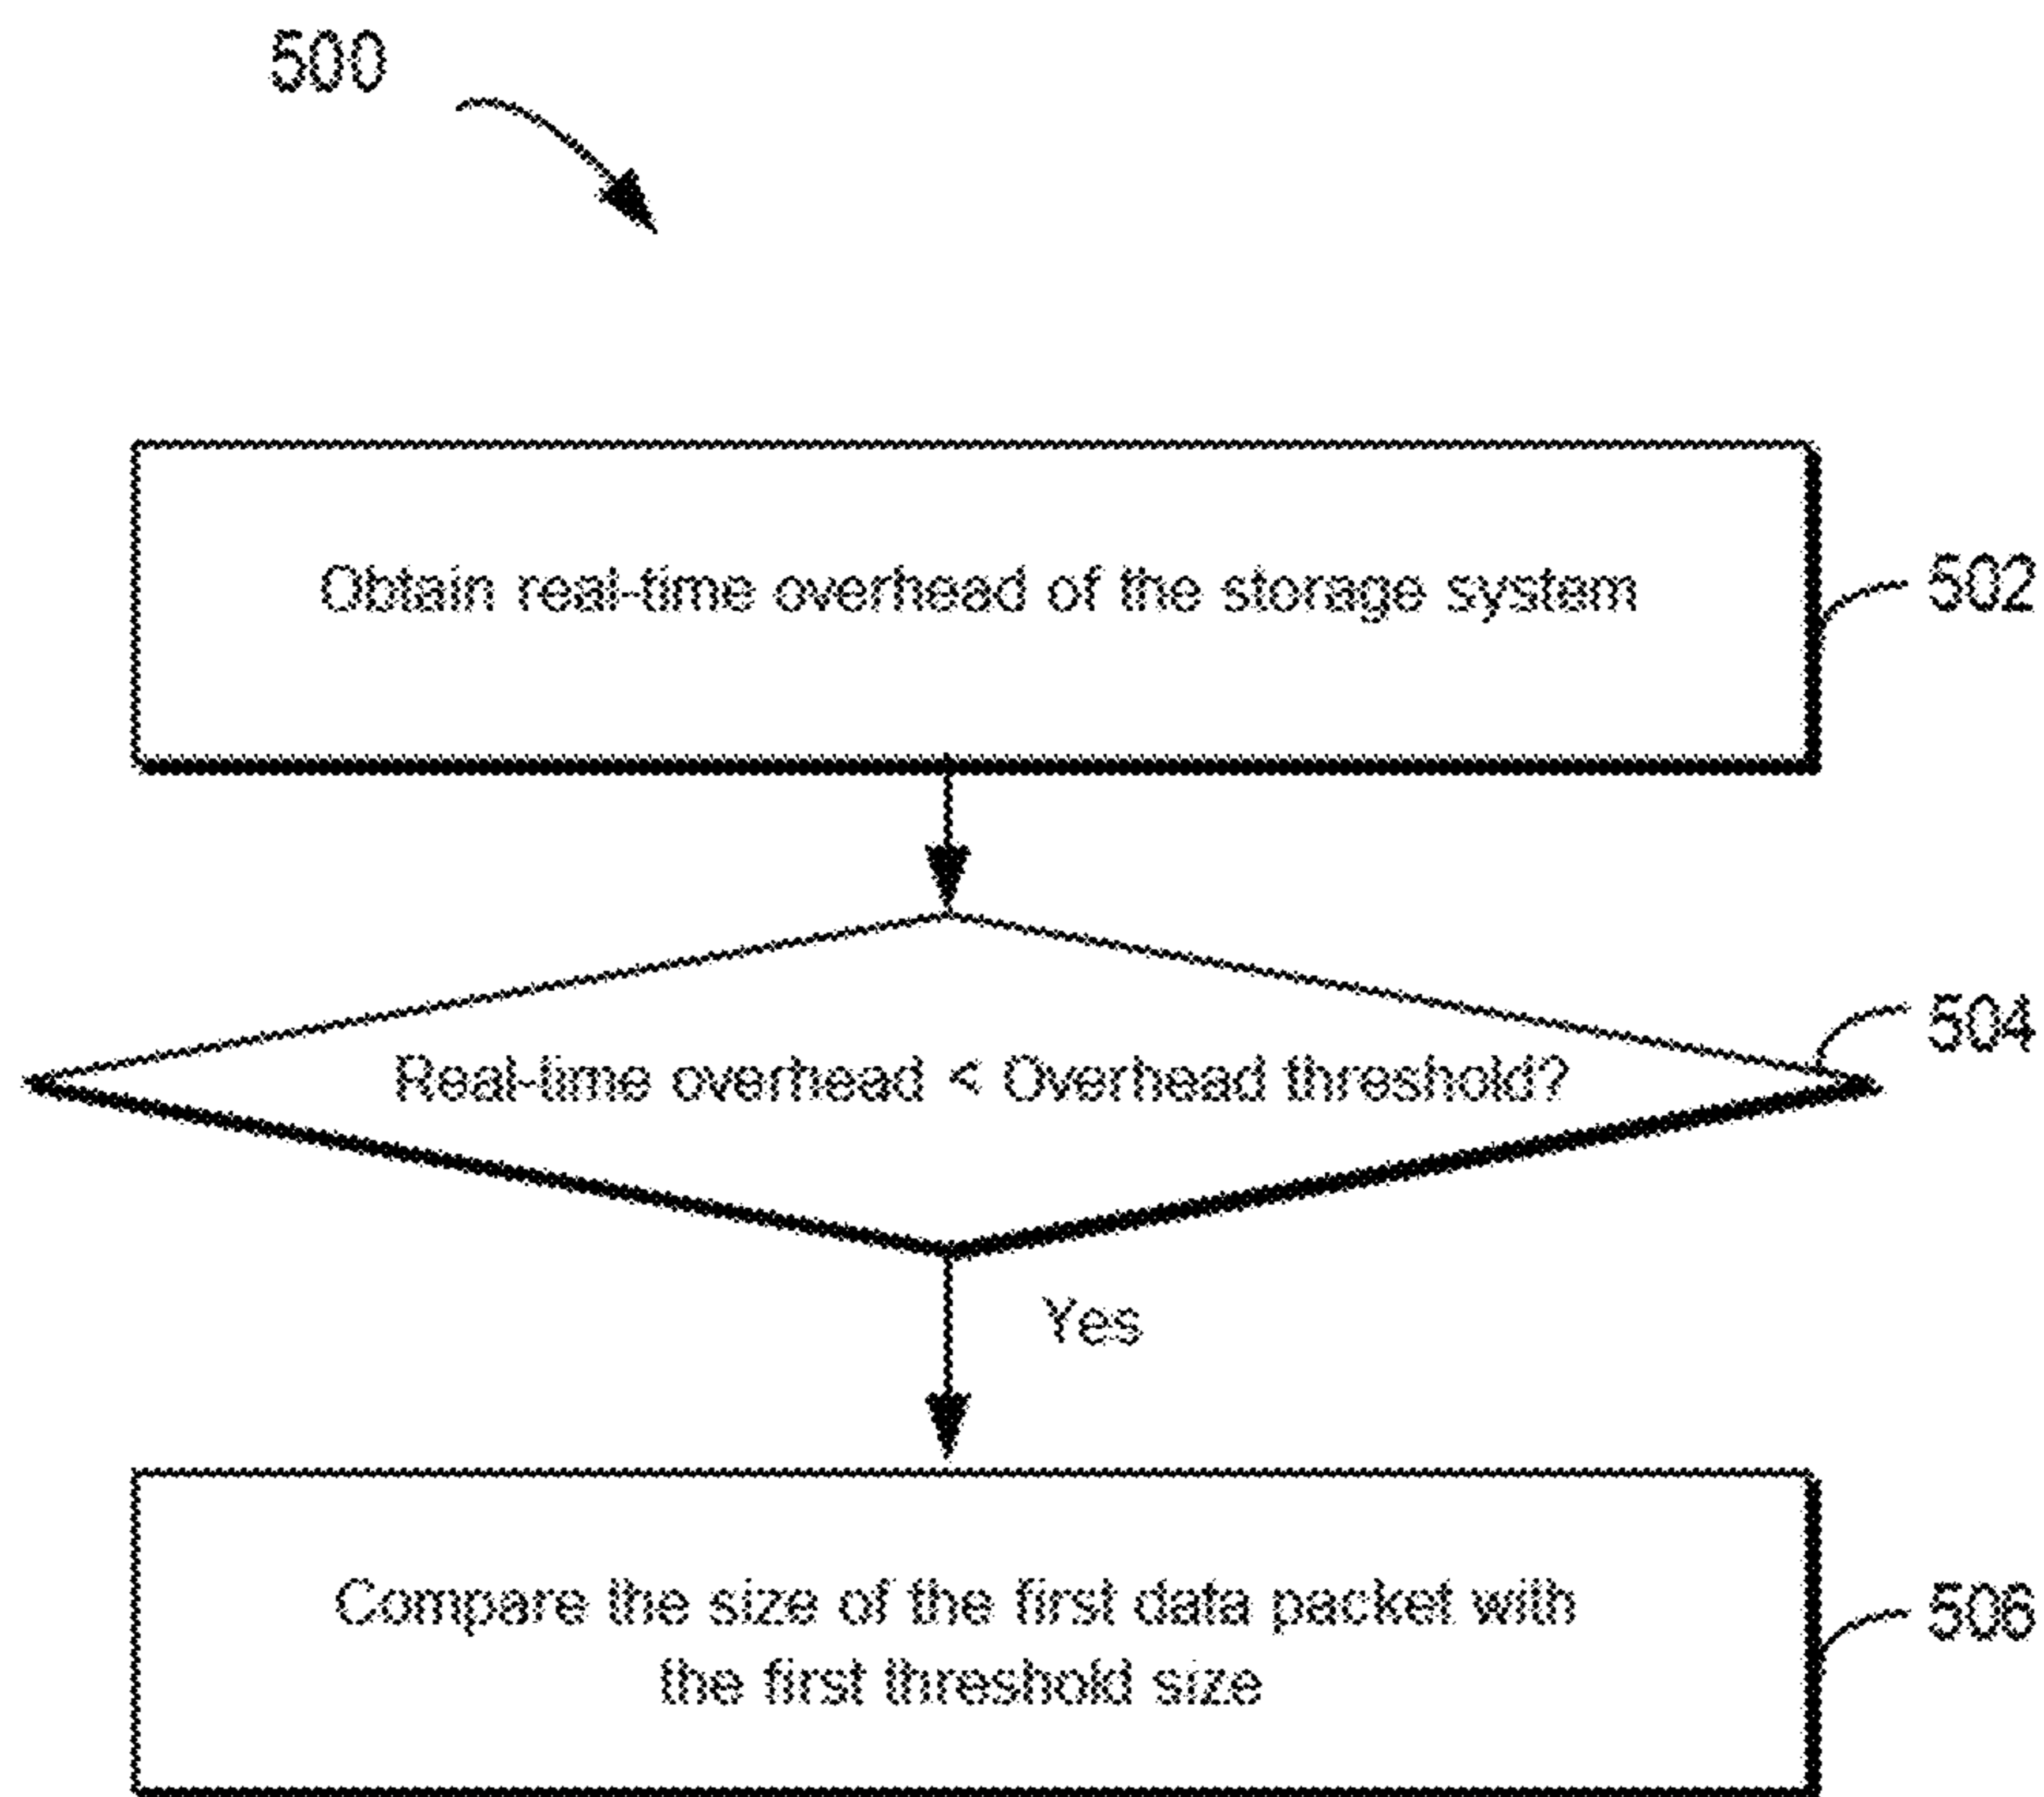 500
Obtain real-time overhead of the storage system
502
Real-time overhead < Overhead threshold?
504
Yes
Compare the size of the first data packet with
the first threshold size
506